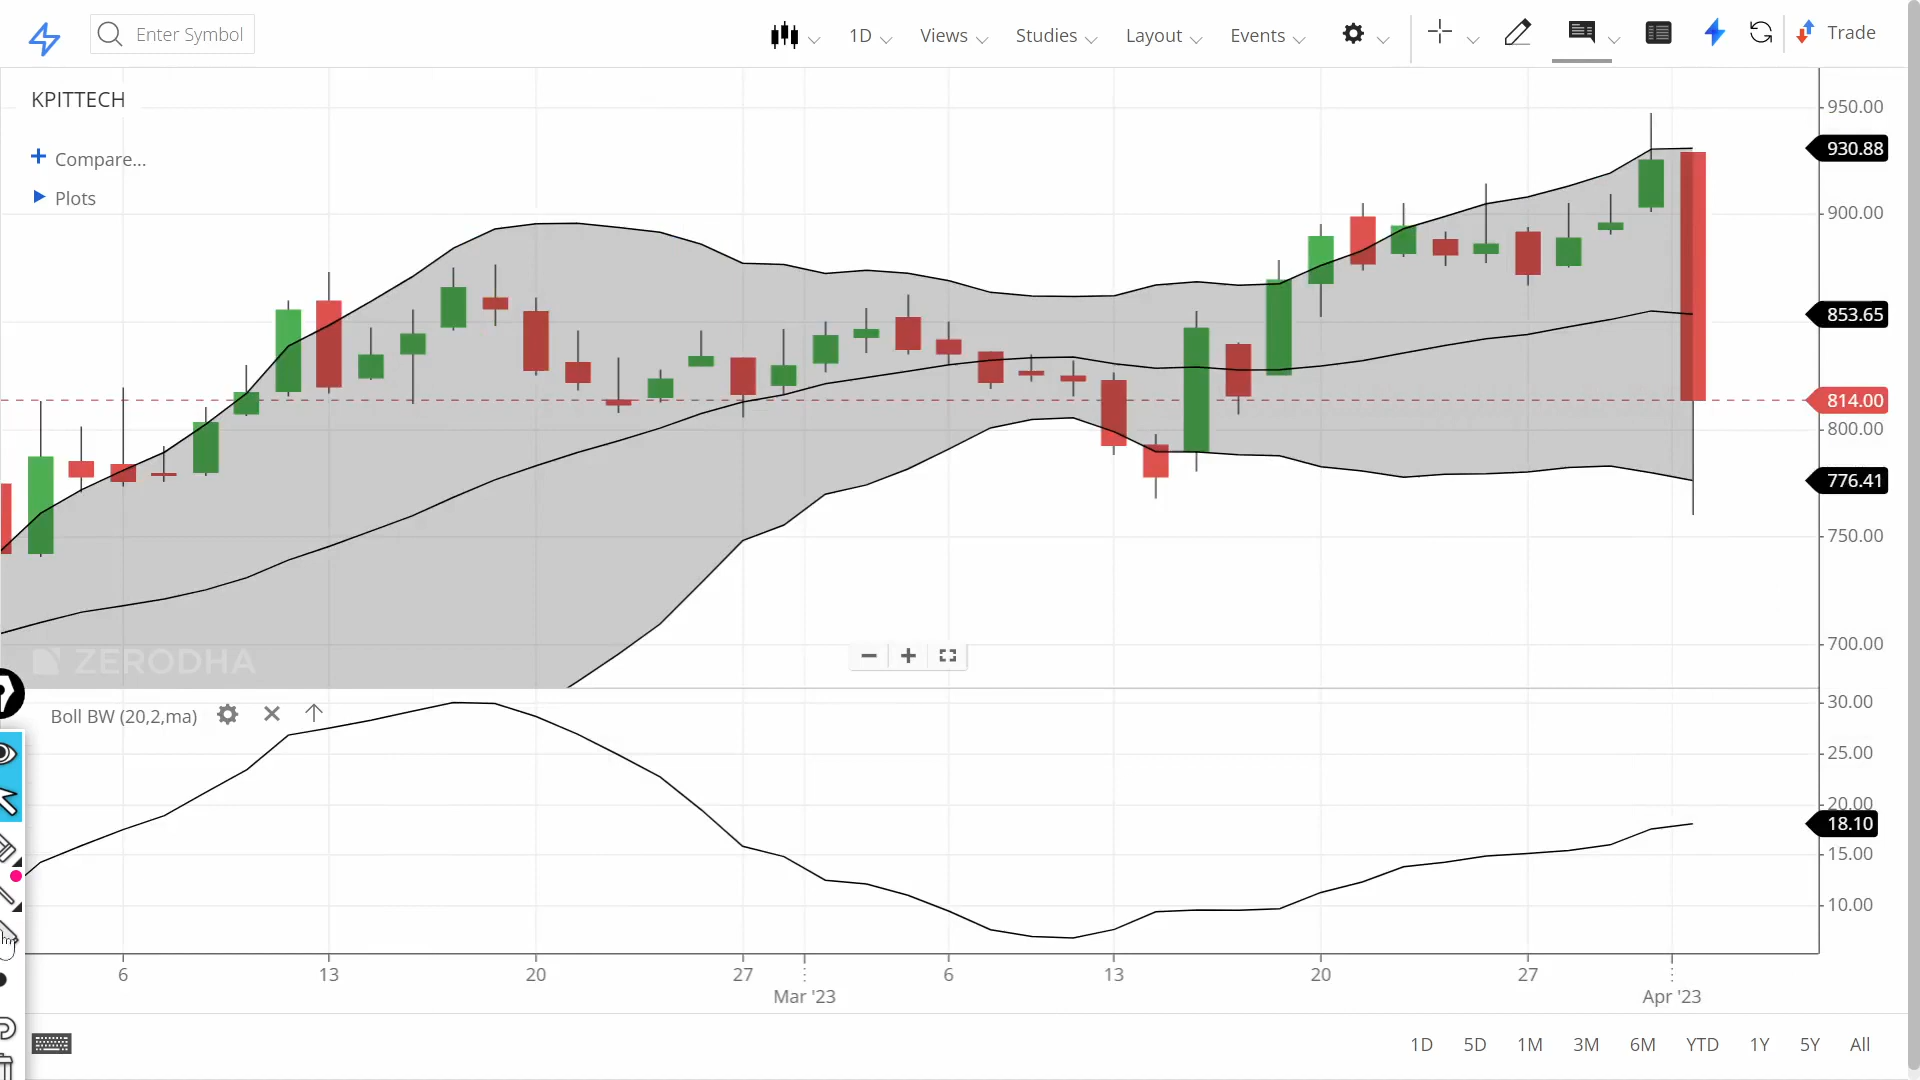 Enter Symbol
1D
Views
Studies
Layout
Events
Trade
KPITTECH
Compare...
Plots
950.00
930.88
900.00
853.65
814.00
800.00
776.41
750.00
700.00
ZERODHA
Boll BW (20,2,ma)
30.00
25.00
20.00
18.10
15.00
10.00
6 13 20 27 6 13 20 27
Mar '23 Apr '23
1D 5D 1M 3M 6M YTD 1Y 5Y All